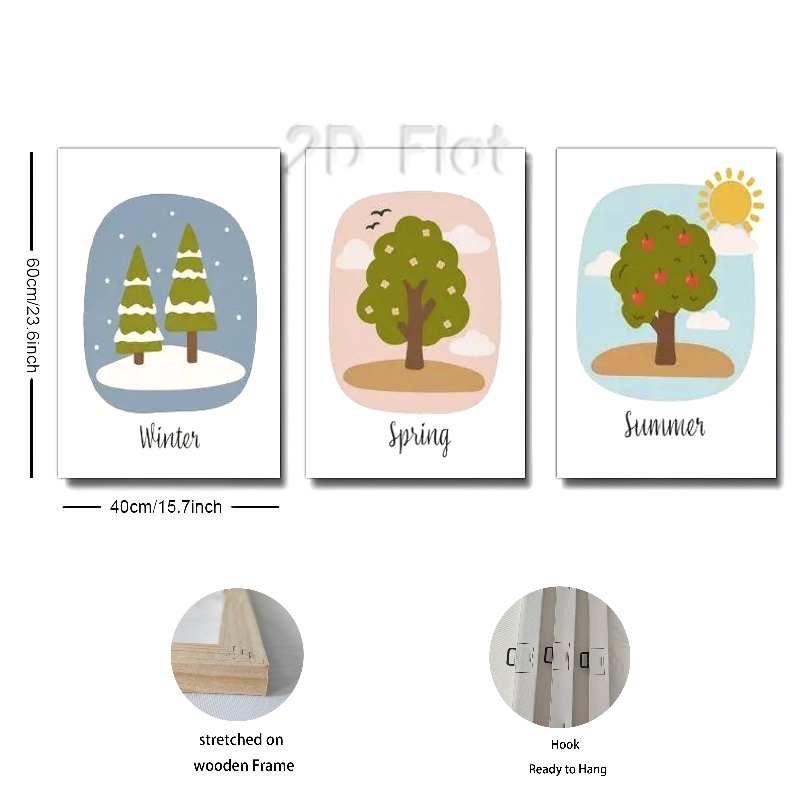 2D Flat
60cm/23.6inch
Winter
Spring
Summer
40cm/15.7inch
stretched on
wooden Frame
Hook
Ready to Hang